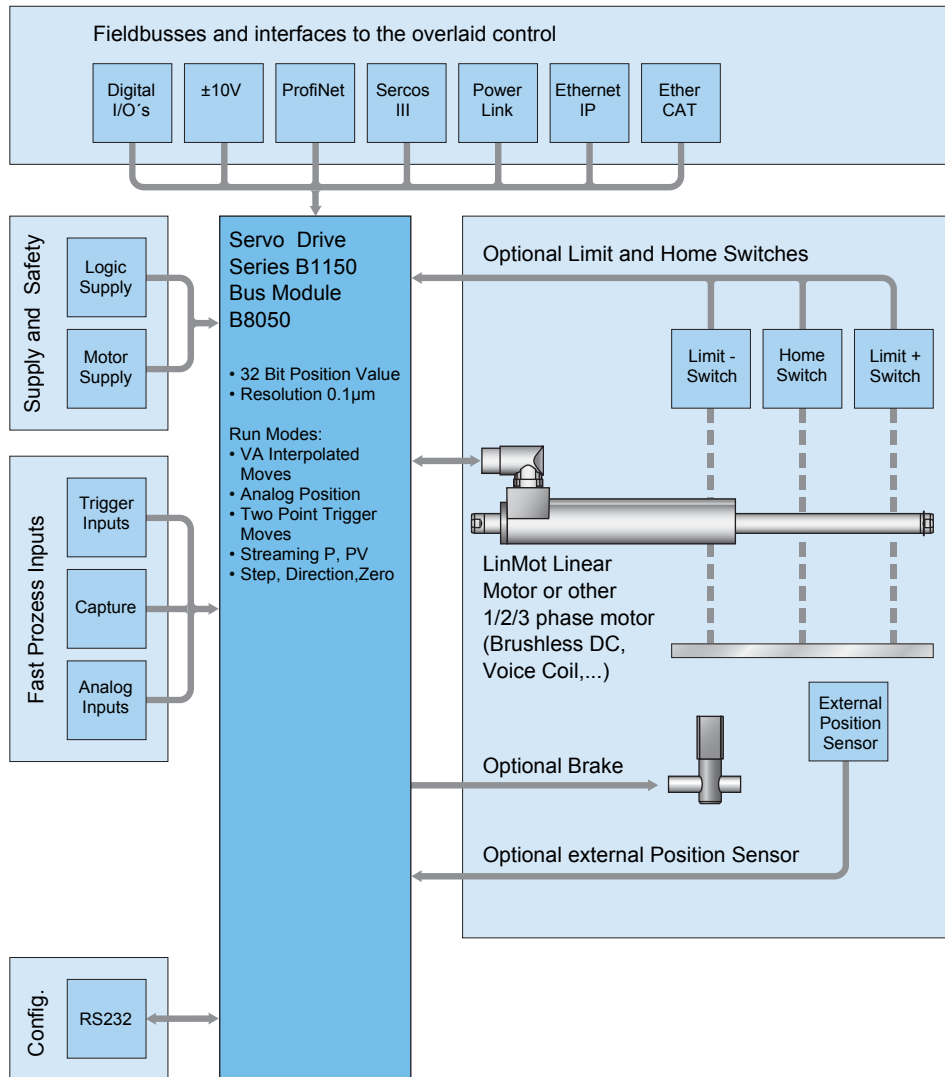 Fieldbusses and interfaces to the overlaid control
Digital
I/O´s
±10V
ProfiNet
Sercos
III
Power
Link
Ethernet
IP
Ether
CAT
Supply and  Safety
Logic
Supply
Motor
Supply
Servo  Drive
Series B1150
Bus Module
B8050
• 32 Bit Position Value
• Resolution 0.1µm
Run Modes:
• VA Interpolated
Moves
• Analog Position
• Two Point Trigger
Moves
• Streaming P, PV
• Step, Direction,Zero
Optional Limit and Home Switches
Limit -
Switch
Home
Switch
Limit +
Switch
Fast Prozess Inputs
Trigger
Inputs
Capture
Analog
Inputs
LinMot Linear
Motor or other
1/2/3 phase motor
(Brushless DC,
Voice Coil,...)
External
Position
Sensor
Optional Brake
Optional external Position Sensor
Config.
RS232